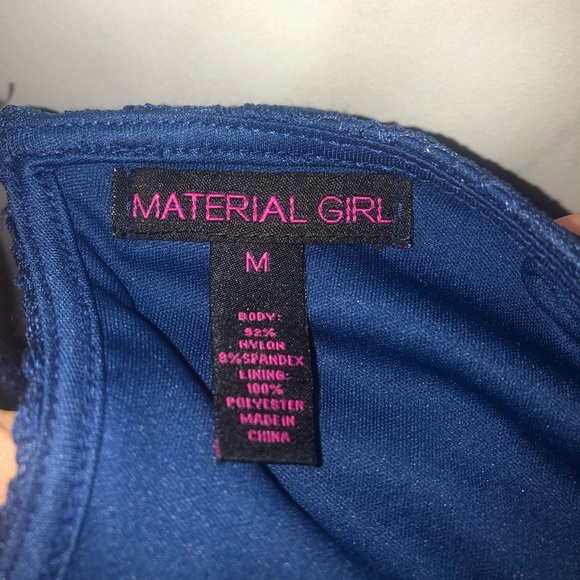 MATERIAL GIRL
M
BODY:
92%
NYLON
8% SPANDEX
LINING:
100%
POLYESTER
MADE IN
CHINA